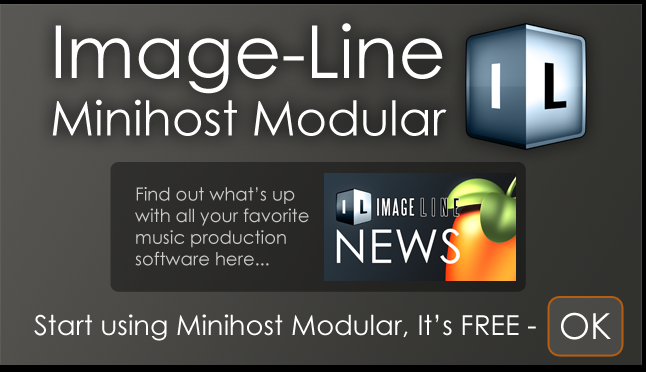 Image-Line
Minihost Modular
I L
Find out what's up
with all your favorite
music production
software here...
I L IMAGE LINE
NEWS
Start using Minihost Modular, It's FREE - OK